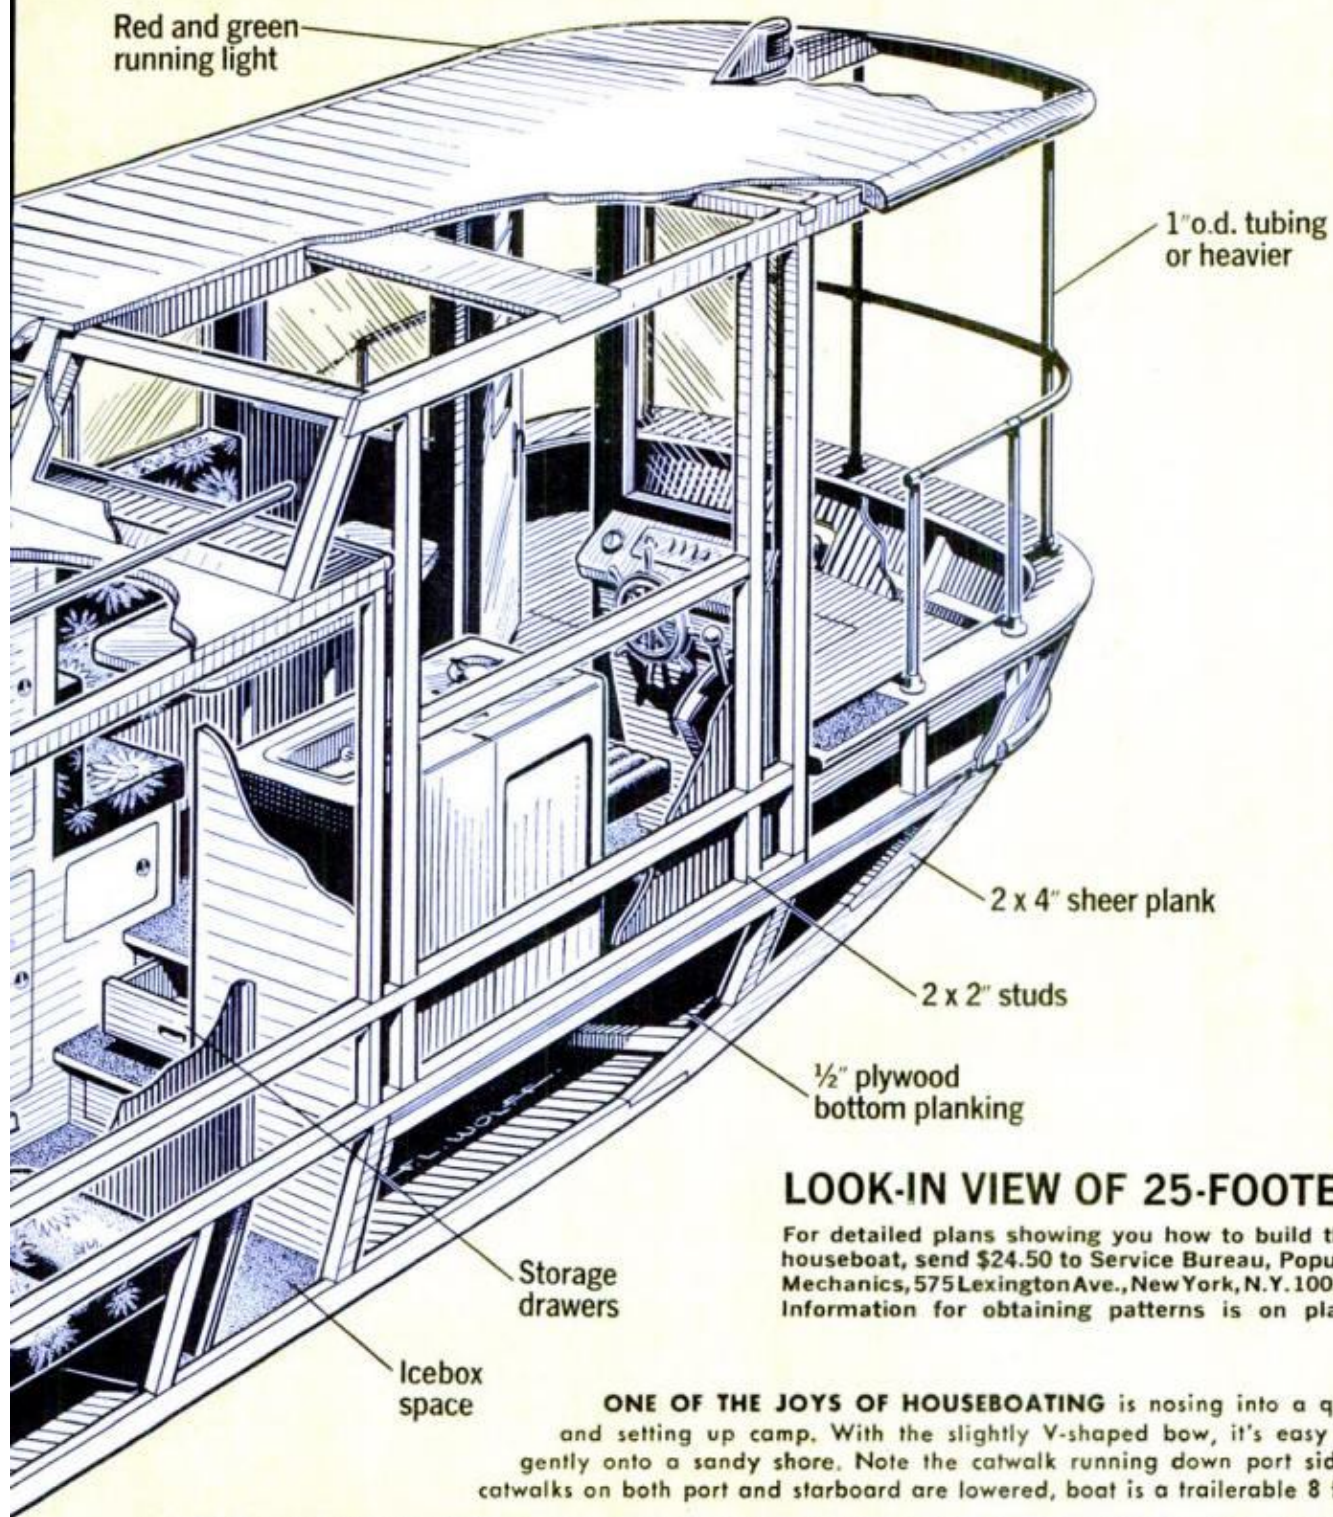 Red and green
running light
1" o.d. tubing
or heavier
2 x 4" sheer plank
2 x 2" studs
½" plywood
bottom planking
T. L. WOLFF
Storage
drawers
Icebox
space
LOOK-IN VIEW OF 25-FOOTE
For detailed plans showing you how to build t
houseboat, send $24.50 to Service Bureau, Popu
Mechanics, 575 Lexington Ave., New York, N.Y. 100
Information for obtaining patterns is on pla
ONE OF THE JOYS OF HOUSEBOATING is nosing into a q
and setting up camp. With the slightly V-shaped bow, it's easy
gently onto a sandy shore. Note the catwalk running down port sid
catwalks on both port and starboard are lowered, boat is a trailerable 8